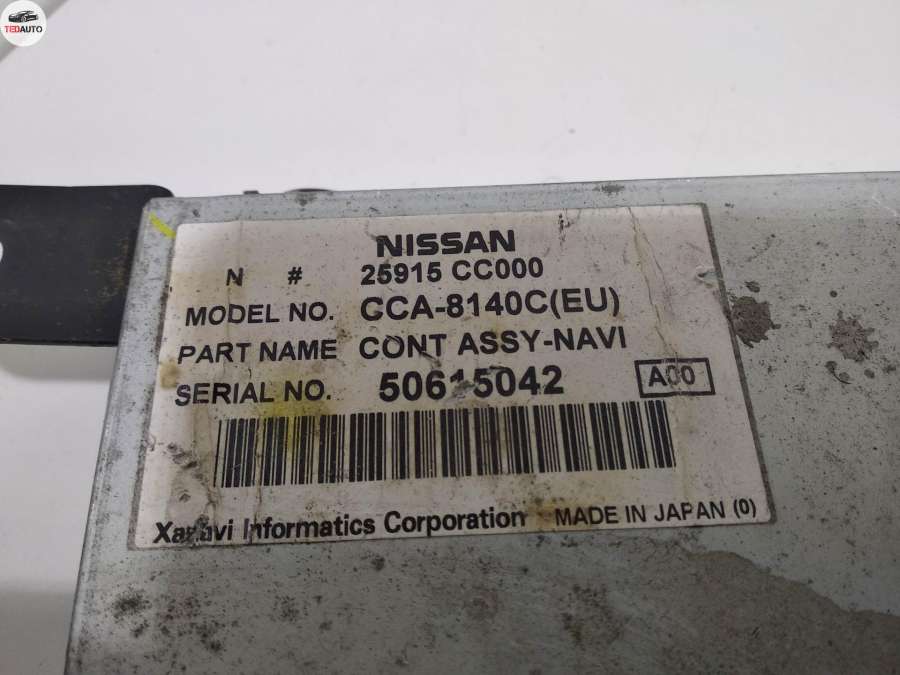 TEDAUTO
NISSAN
N # 25915 CC000
MODEL NO. CCA-8140C(EU)
PART NAME CONT ASSY-NAVI
SERIAL NO. 50615042 A00
Xanavi Informatics Corporation MADE IN JAPAN (0)